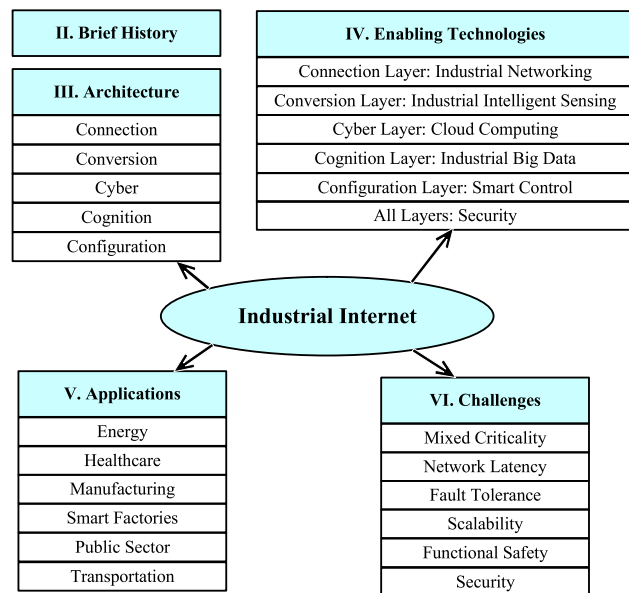 II. Brief History
III. Architecture
Connection
Conversion
Cyber
Cognition
Configuration
IV. Enabling Technologies
Connection Layer: Industrial Networking
Conversion Layer: Industrial Intelligent Sensing
Cyber Layer: Cloud Computing
Cognition Layer: Industrial Big Data
Configuration Layer: Smart Control
All Layers: Security
Industrial Internet
V. Applications
Energy
Healthcare
Manufacturing
Smart Factories
Public Sector
Transportation
VI. Challenges
Mixed Criticality
Network Latency
Fault Tolerance
Scalability
Functional Safety
Security